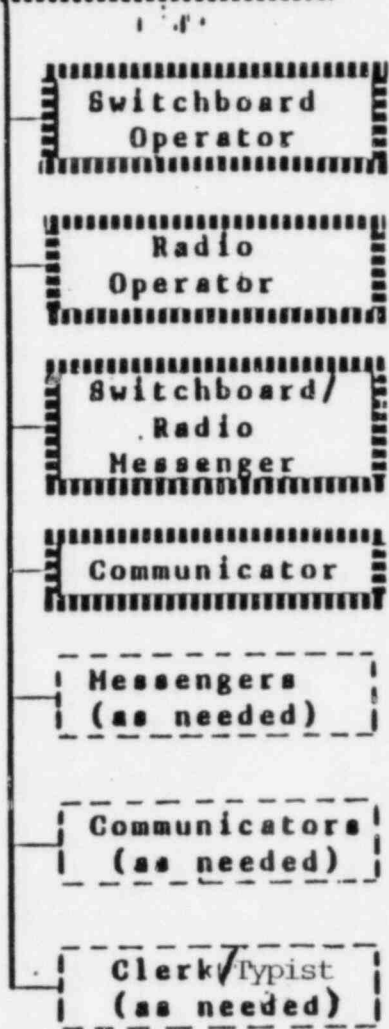 Switchboard
Operator
Radio
Operator
Switchboard/
Radio
Messenger
Communicator
Messengers
(as needed)
Communicators
(as needed)
Clerk/Typist
(as needed)